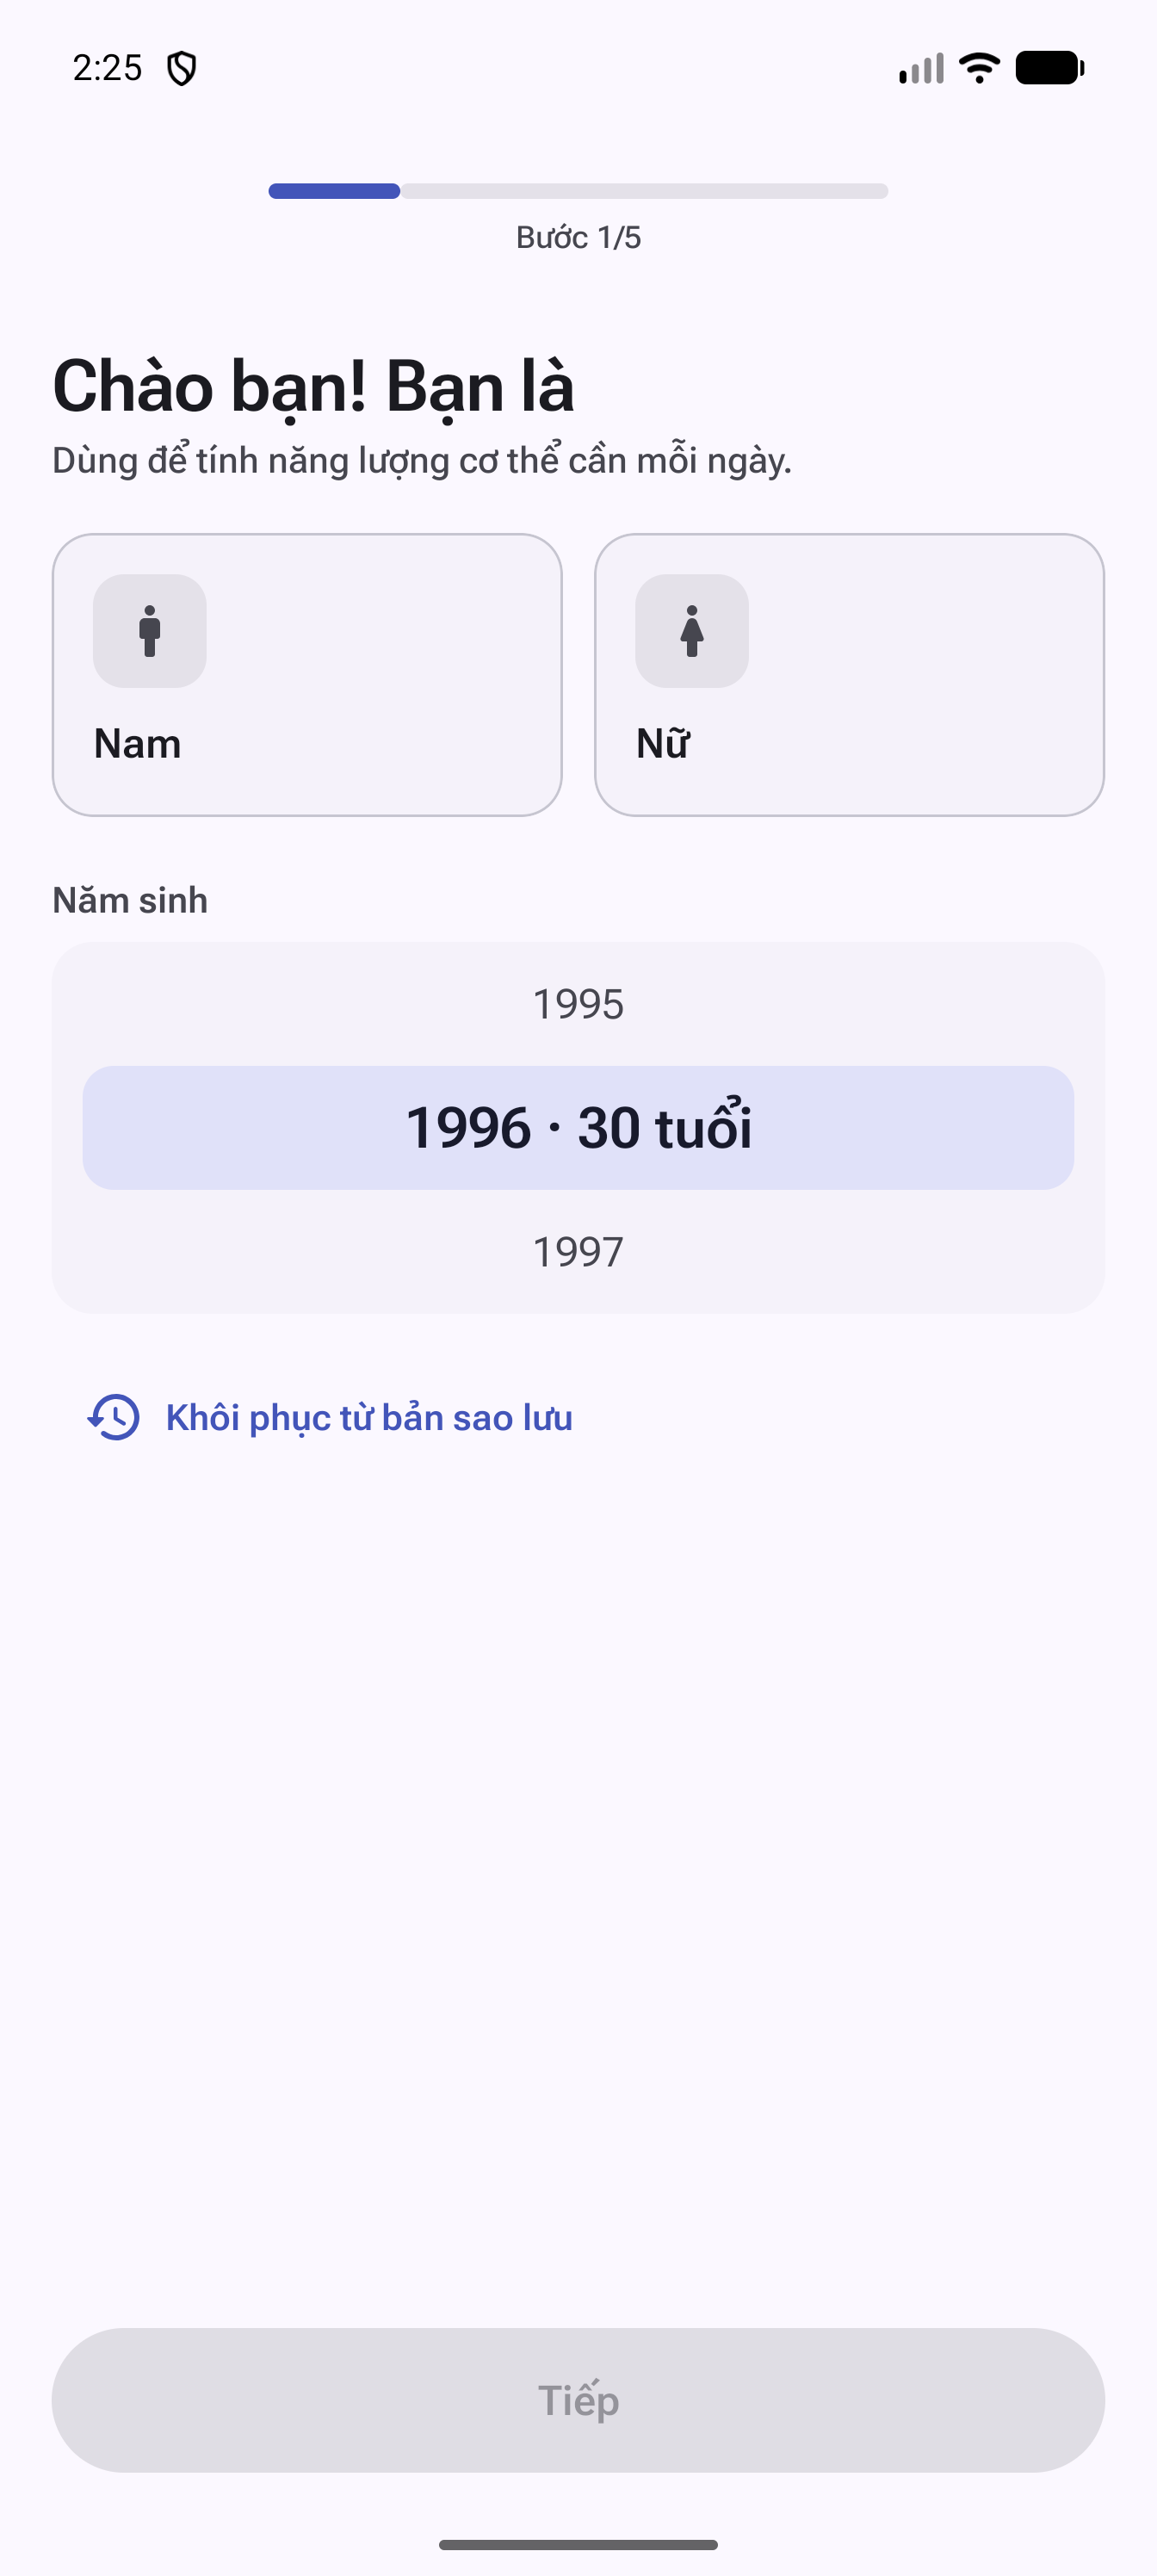 2:25
Bước 1/5
Chào bạn! Bạn là
Dùng để tính năng lượng cơ thể cần mỗi ngày.
Nam
Nữ
Năm sinh
1995
1996 · 30 tuổi
1997
Khôi phục từ bản sao lưu
Tiếp